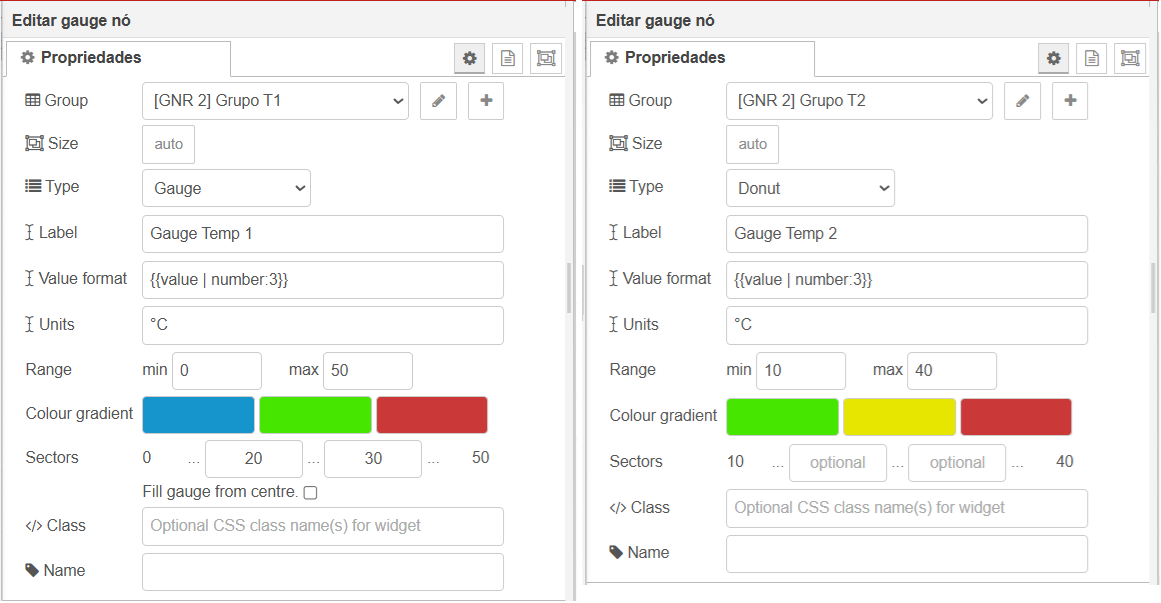 Editar gauge nó
Propriedades
Group [GNR 2] Grupo T1
Size auto
Type Gauge
Label Gauge Temp 1
Value format {{value | number:3}}
Units °C
Range min 0 max 50
Colour gradient
Sectors 0 ... 20 ... 30 ... 50
Fill gauge from centre.
</> Class Optional CSS class name(s) for widget
Name
Editar gauge nó
Propriedades
Group [GNR 2] Grupo T2
Size auto
Type Donut
Label Gauge Temp 2
Value format {{value | number:3}}
Units °C
Range min 10 max 40
Colour gradient
Sectors 10 ... optional ... optional ... 40
</> Class Optional CSS class name(s) for widget
Name